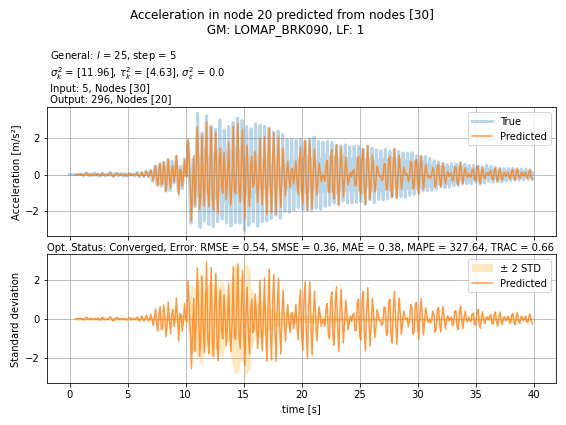 Acceleration in node 20 predicted from nodes [30]
GM: LOMAP_BRK090, LF: 1
General: l = 25, step = 5
σ²ₖ = [11.96], τ²ₖ = [4.63], σ²ε = 0.0
Input: 5, Nodes [30]
Output: 296, Nodes [20]
Acceleration [m/s²]
2
0
−2
True
Predicted
Opt. Status: Converged, Error: RMSE = 0.54, SMSE = 0.36, MAE = 0.38, MAPE = 327.64, TRAC = 0.66
Standard deviation
2
0
−2
± 2 STD
Predicted
0 5 10 15 20 25 30 35 40
time [s]